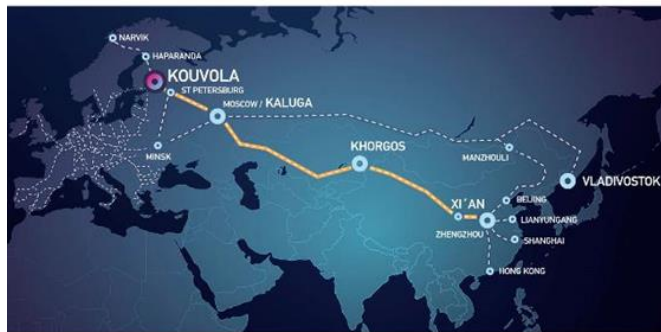 NARVIK
HAPARANDA
KOUVOLA
ST PETERSBURG
MOSCOW / KALUGA
MINSK
KHORGOS
MANZHOULI
VLADIVOSTOK
XI´AN
BEIJING
LIANYUNGANG
ZHENGZHOU
SHANGHAI
HONG KONG